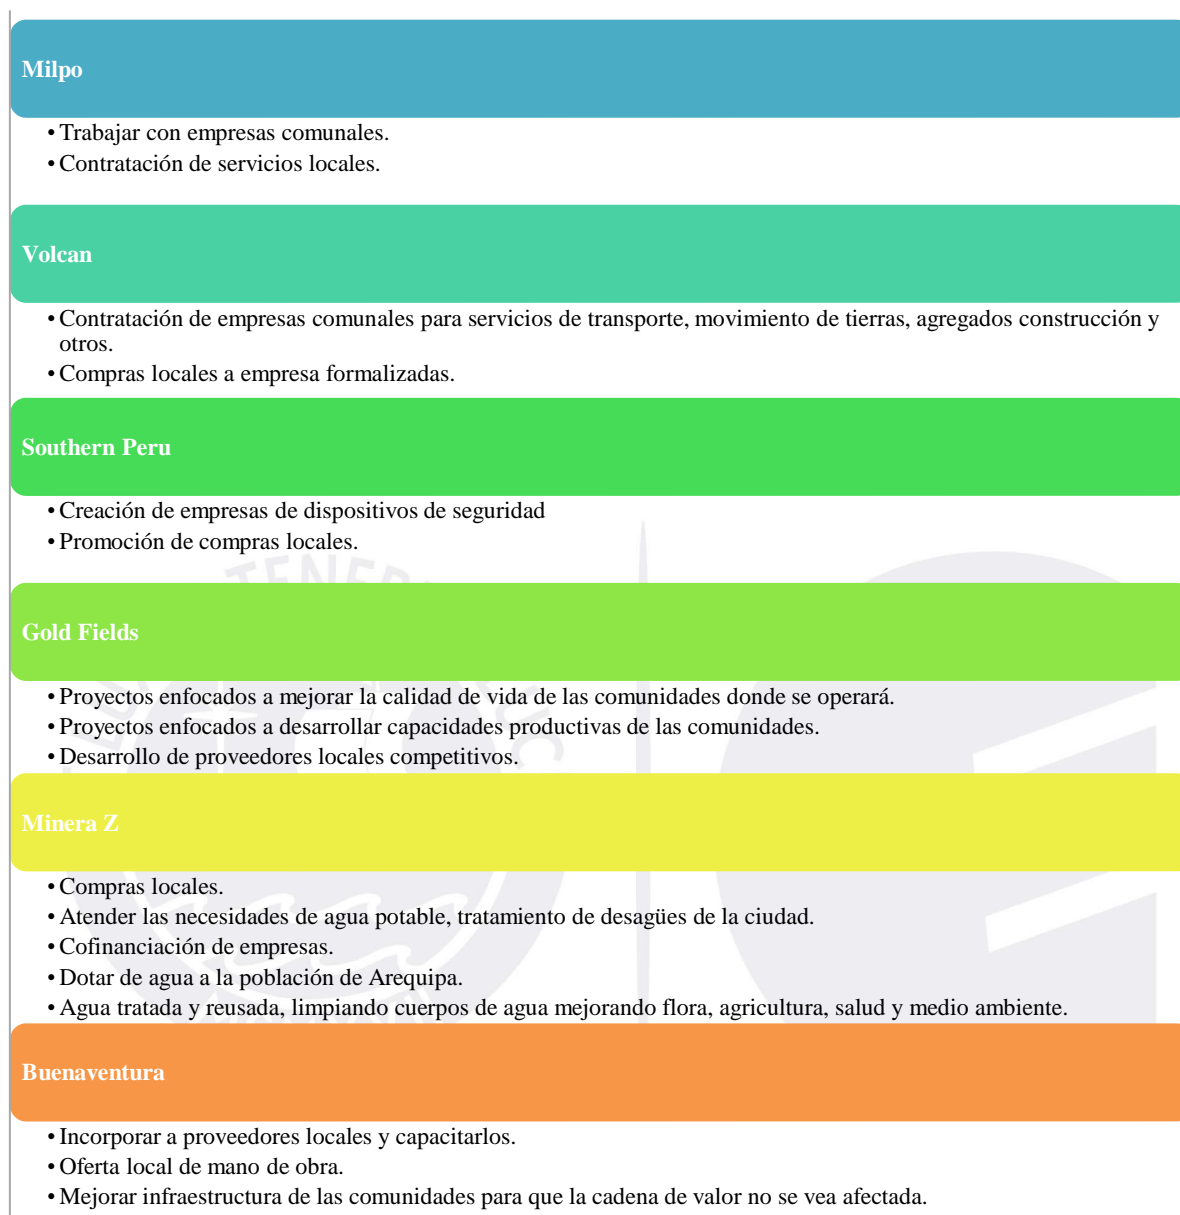 Milpo
• Trabajar con empresas comunales.
• Contratación de servicios locales.
Volcan
• Contratación de empresas comunales para servicios de transporte, movimiento de tierras, agregados construcción y
otros.
• Compras locales a empresa formalizadas.
Southern Peru
• Creación de empresas de dispositivos de seguridad
• Promoción de compras locales.
Gold Fields
• Proyectos enfocados a mejorar la calidad de vida de las comunidades donde se operará.
• Proyectos enfocados a desarrollar capacidades productivas de las comunidades.
• Desarrollo de proveedores locales competitivos.
Minera Z
• Compras locales.
• Atender las necesidades de agua potable, tratamiento de desagües de la ciudad.
• Cofinanciación de empresas.
• Dotar de agua a la población de Arequipa.
• Agua tratada y reusada, limpiando cuerpos de agua mejorando flora, agricultura, salud y medio ambiente.
Buenaventura
• Incorporar a proveedores locales y capacitarlos.
• Oferta local de mano de obra.
• Mejorar infraestructura de las comunidades para que la cadena de valor no se vea afectada.